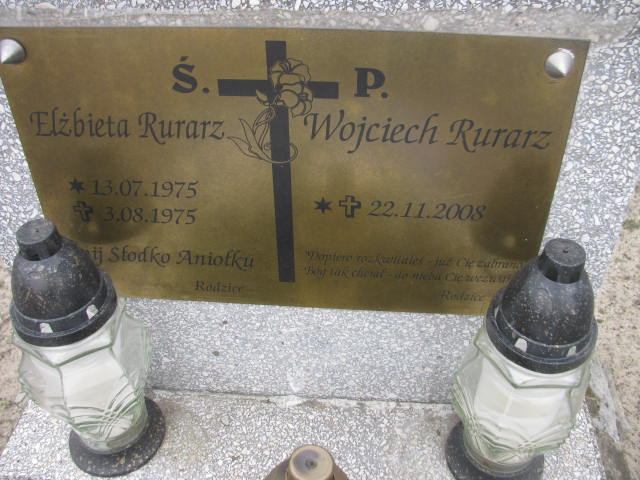 Ś. P.
Elżbieta Rurarz
13.07.1975
3.08.1975
Słodko Aniołku
Rodzice
Wojciech Rurarz
22.11.2008
"Dopiero rozkwitałeś - już Cię zabrano
Bóg tak chciał - do nieba Cię
Rodzice